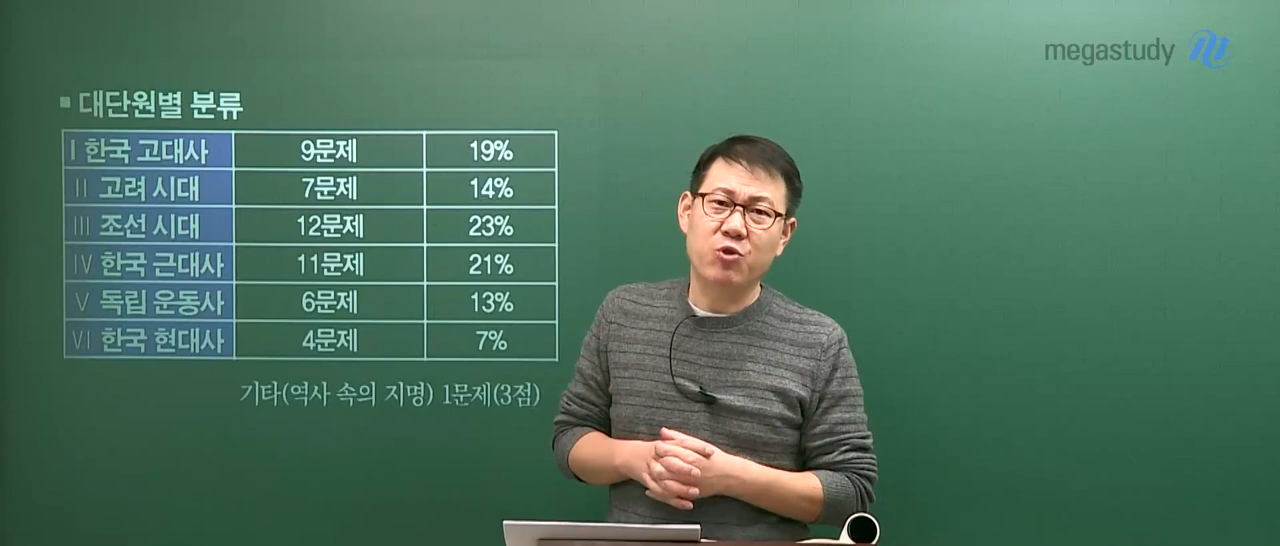 megastudy
▪ 대단원별 분류
Ⅰ 한국 고대사 9문제 19%
Ⅱ 고려 시대 7문제 14%
Ⅲ 조선 시대 12문제 23%
Ⅳ 한국 근대사 11문제 21%
Ⅴ 독립 운동사 6문제 13%
Ⅵ 한국 현대사 4문제 7%
기타(역사 속의 지명) 1문제(3점)